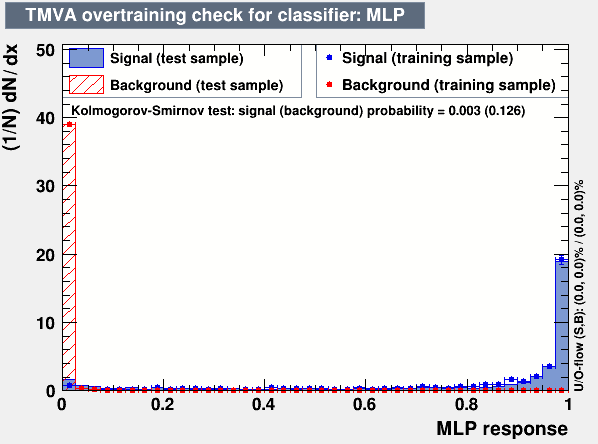 TMVA overtraining check for classifier: MLP
(1/N) dN/dx
Signal (test sample)
Background (test sample)
Signal (training sample)
Background (training sample)
Kolmogorov-Smirnov test: signal (background) probability = 0.003 (0.126)
50
40
30
20
10
0
0 0.2 0.4 0.6 0.8 1
MLP response
U/O-flow (S,B): (0.0, 0.0)% / (0.0, 0.0)%